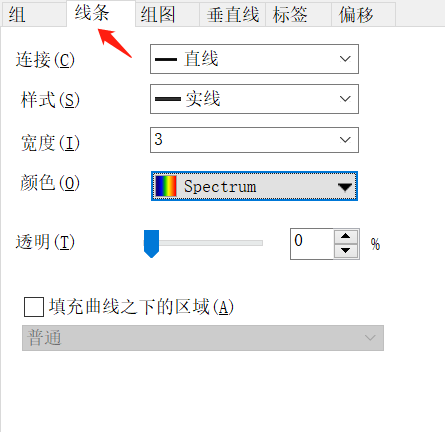 组 线条 组图 垂直线 标签 偏移
连接(C) 直线
样式(S) 实线
宽度(I) 3
颜色(O) Spectrum
透明(T) 0 %
填充曲线之下的区域(A)
普通